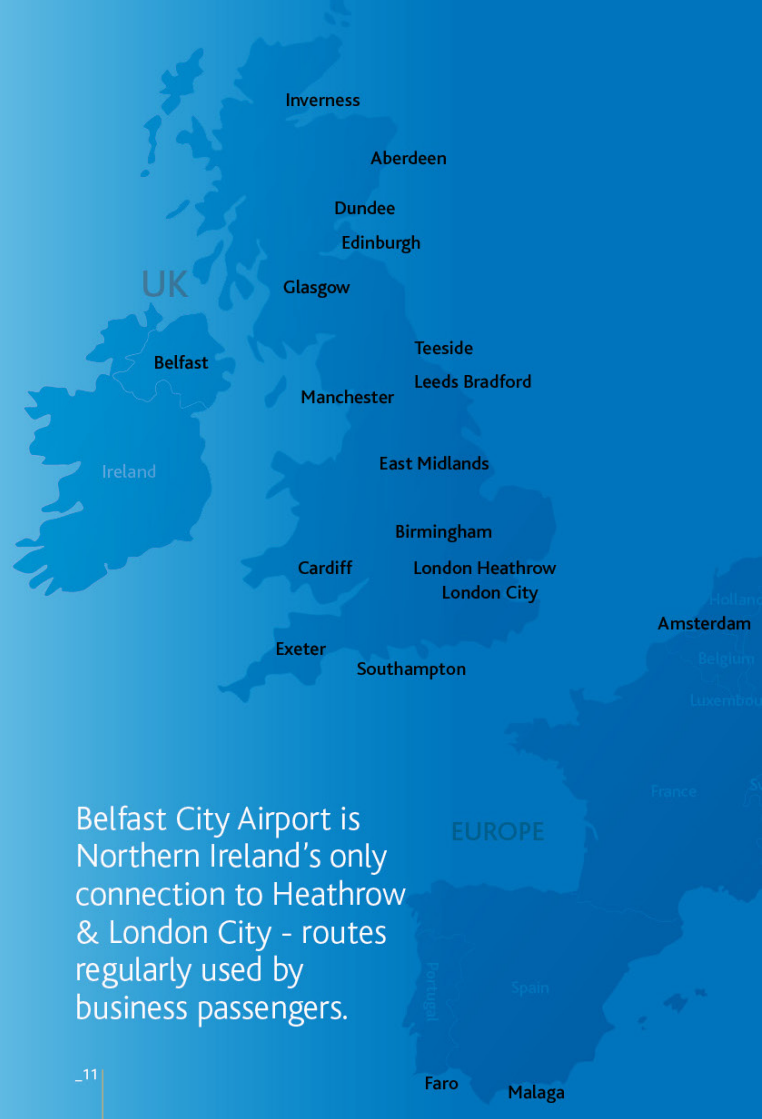 Inverness
Aberdeen
Dundee
Edinburgh
UK
Glasgow
Teeside
Belfast
Leeds Bradford
Manchester
East Midlands
Ireland
Birmingham
Cardiff
London Heathrow
London City
Amsterdam
Exeter
Belgium
Southampton
France
Belfast City Airport is
Northern Ireland's only
connection to Heathrow
& London City - routes
regularly used by
business passengers.
EUROPE
Portugal
Spain
_11
Faro
Malaga